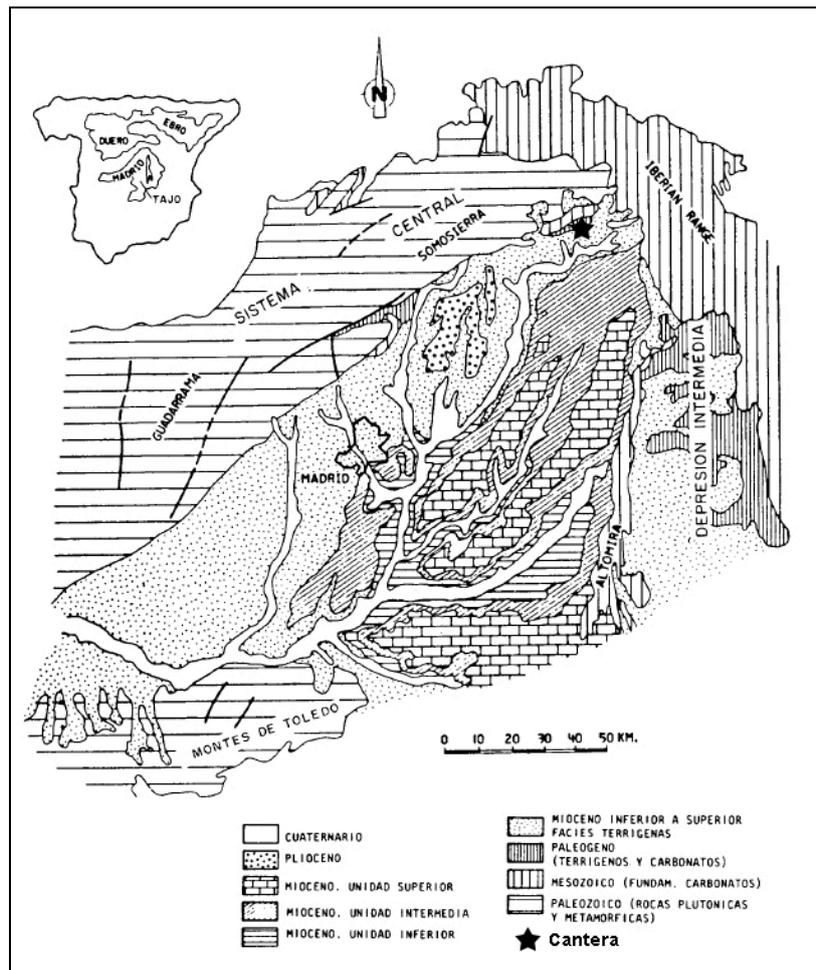 N
DUERO
EBRO
MADRID
TAJO
SISTEMA
CENTRAL
SOMOSIERRA
GUADARRAMA
IBERIAN RANGE
DEPRESION INTERMEDIA
MADRID
ALTOMIRA
MONTES DE TOLEDO
0 10 20 30 40 50 KM.
CUATERNARIO
PLIOCENO
MIOCENO. UNIDAD SUPERIOR
MIOCENO. UNIDAD INTERMEDIA
MIOCENO. UNIDAD INFERIOR
MIOCENO INFERIOR A SUPERIOR
FACIES TERRIGENAS
PALEOGENO
(TERRIGENOS Y CARBONATOS)
MESOZOICO (FUNDAM. CARBONATOS)
PALEOZOICO (ROCAS PLUTONICAS
Y METAMORFICAS)
Cantera